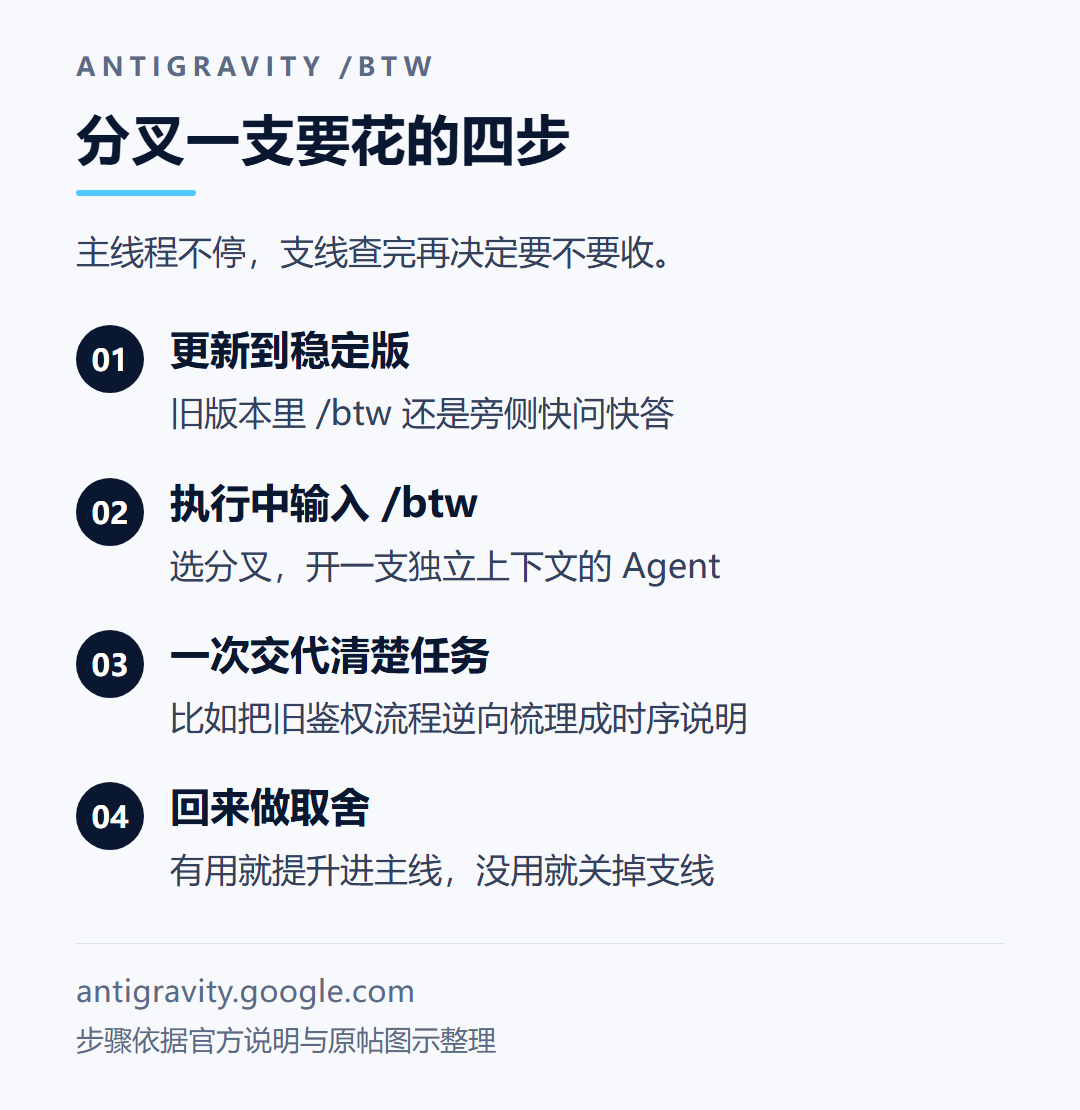 ANTIGRAVITY /BTW
分叉一支要花的四步
主线程不停，支线查完再决定要不要收。
01
更新到稳定版
旧版本里 /btw 还是旁侧快问快答
02
执行中输入 /btw
选分叉，开一支独立上下文的 Agent
03
一次交代清楚任务
比如把旧鉴权流程逆向梳理成时序说明
04
回来做取舍
有用就提升进主线，没用就关掉支线
antigravity.google.com
步骤依据官方说明与原帖图示整理